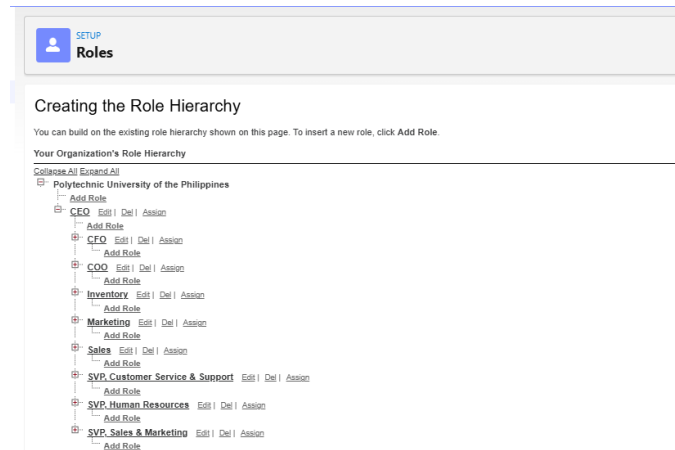 SETUP
Roles
Creating the Role Hierarchy
You can build on the existing role hierarchy shown on this page. To insert a new role, click Add Role.
Your Organization's Role Hierarchy
Collapse All Expand All
Polytechnic University of the Philippines
Add Role
CEO Edit | Del | Assign
Add Role
CFO Edit | Del | Assign
Add Role
COO Edit | Del | Assign
Add Role
Inventory Edit | Del | Assign
Add Role
Marketing Edit | Del | Assign
Add Role
Sales Edit | Del | Assign
Add Role
SVP, Customer Service & Support Edit | Del | Assign
Add Role
SVP, Human Resources Edit | Del | Assign
Add Role
SVP, Sales & Marketing Edit | Del | Assign
Add Role